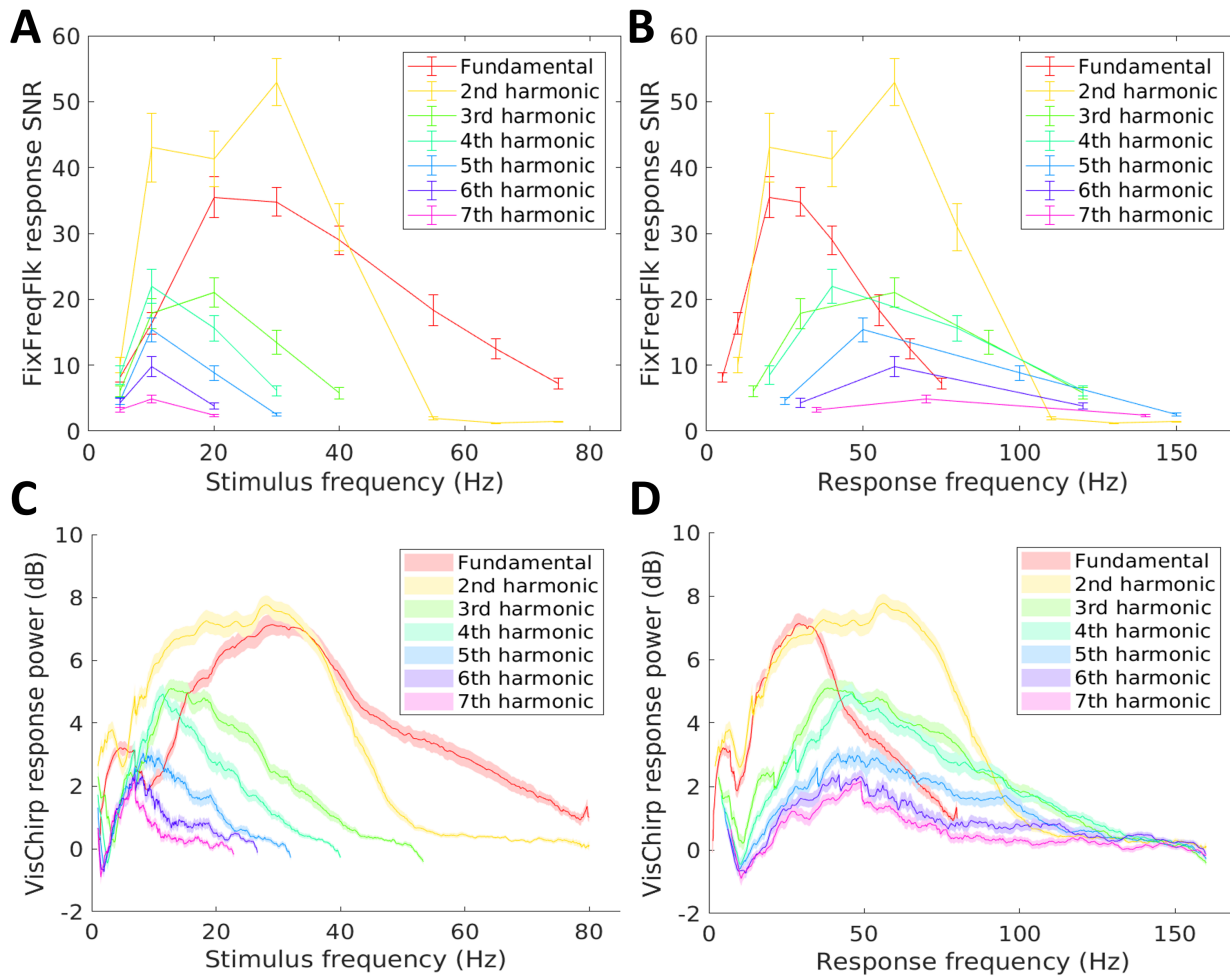 A
FixFreqFlk response SNR
60
50
40
30
20
10
0
0 20 40 60 80
Stimulus frequency (Hz)
Fundamental
2nd harmonic
3rd harmonic
4th harmonic
5th harmonic
6th harmonic
7th harmonic
B
FixFreqFlk response SNR
60
50
40
30
20
10
0
0 50 100 150
Response frequency (Hz)
Fundamental
2nd harmonic
3rd harmonic
4th harmonic
5th harmonic
6th harmonic
7th harmonic
C
VisChirp response power (dB)
10
8
6
4
2
0
-2
0 20 40 60 80
Stimulus frequency (Hz)
Fundamental
2nd harmonic
3rd harmonic
4th harmonic
5th harmonic
6th harmonic
7th harmonic
D
VisChirp response power (dB)
10
8
6
4
2
0
-2
0 50 100 150
Response frequency (Hz)
Fundamental
2nd harmonic
3rd harmonic
4th harmonic
5th harmonic
6th harmonic
7th harmonic